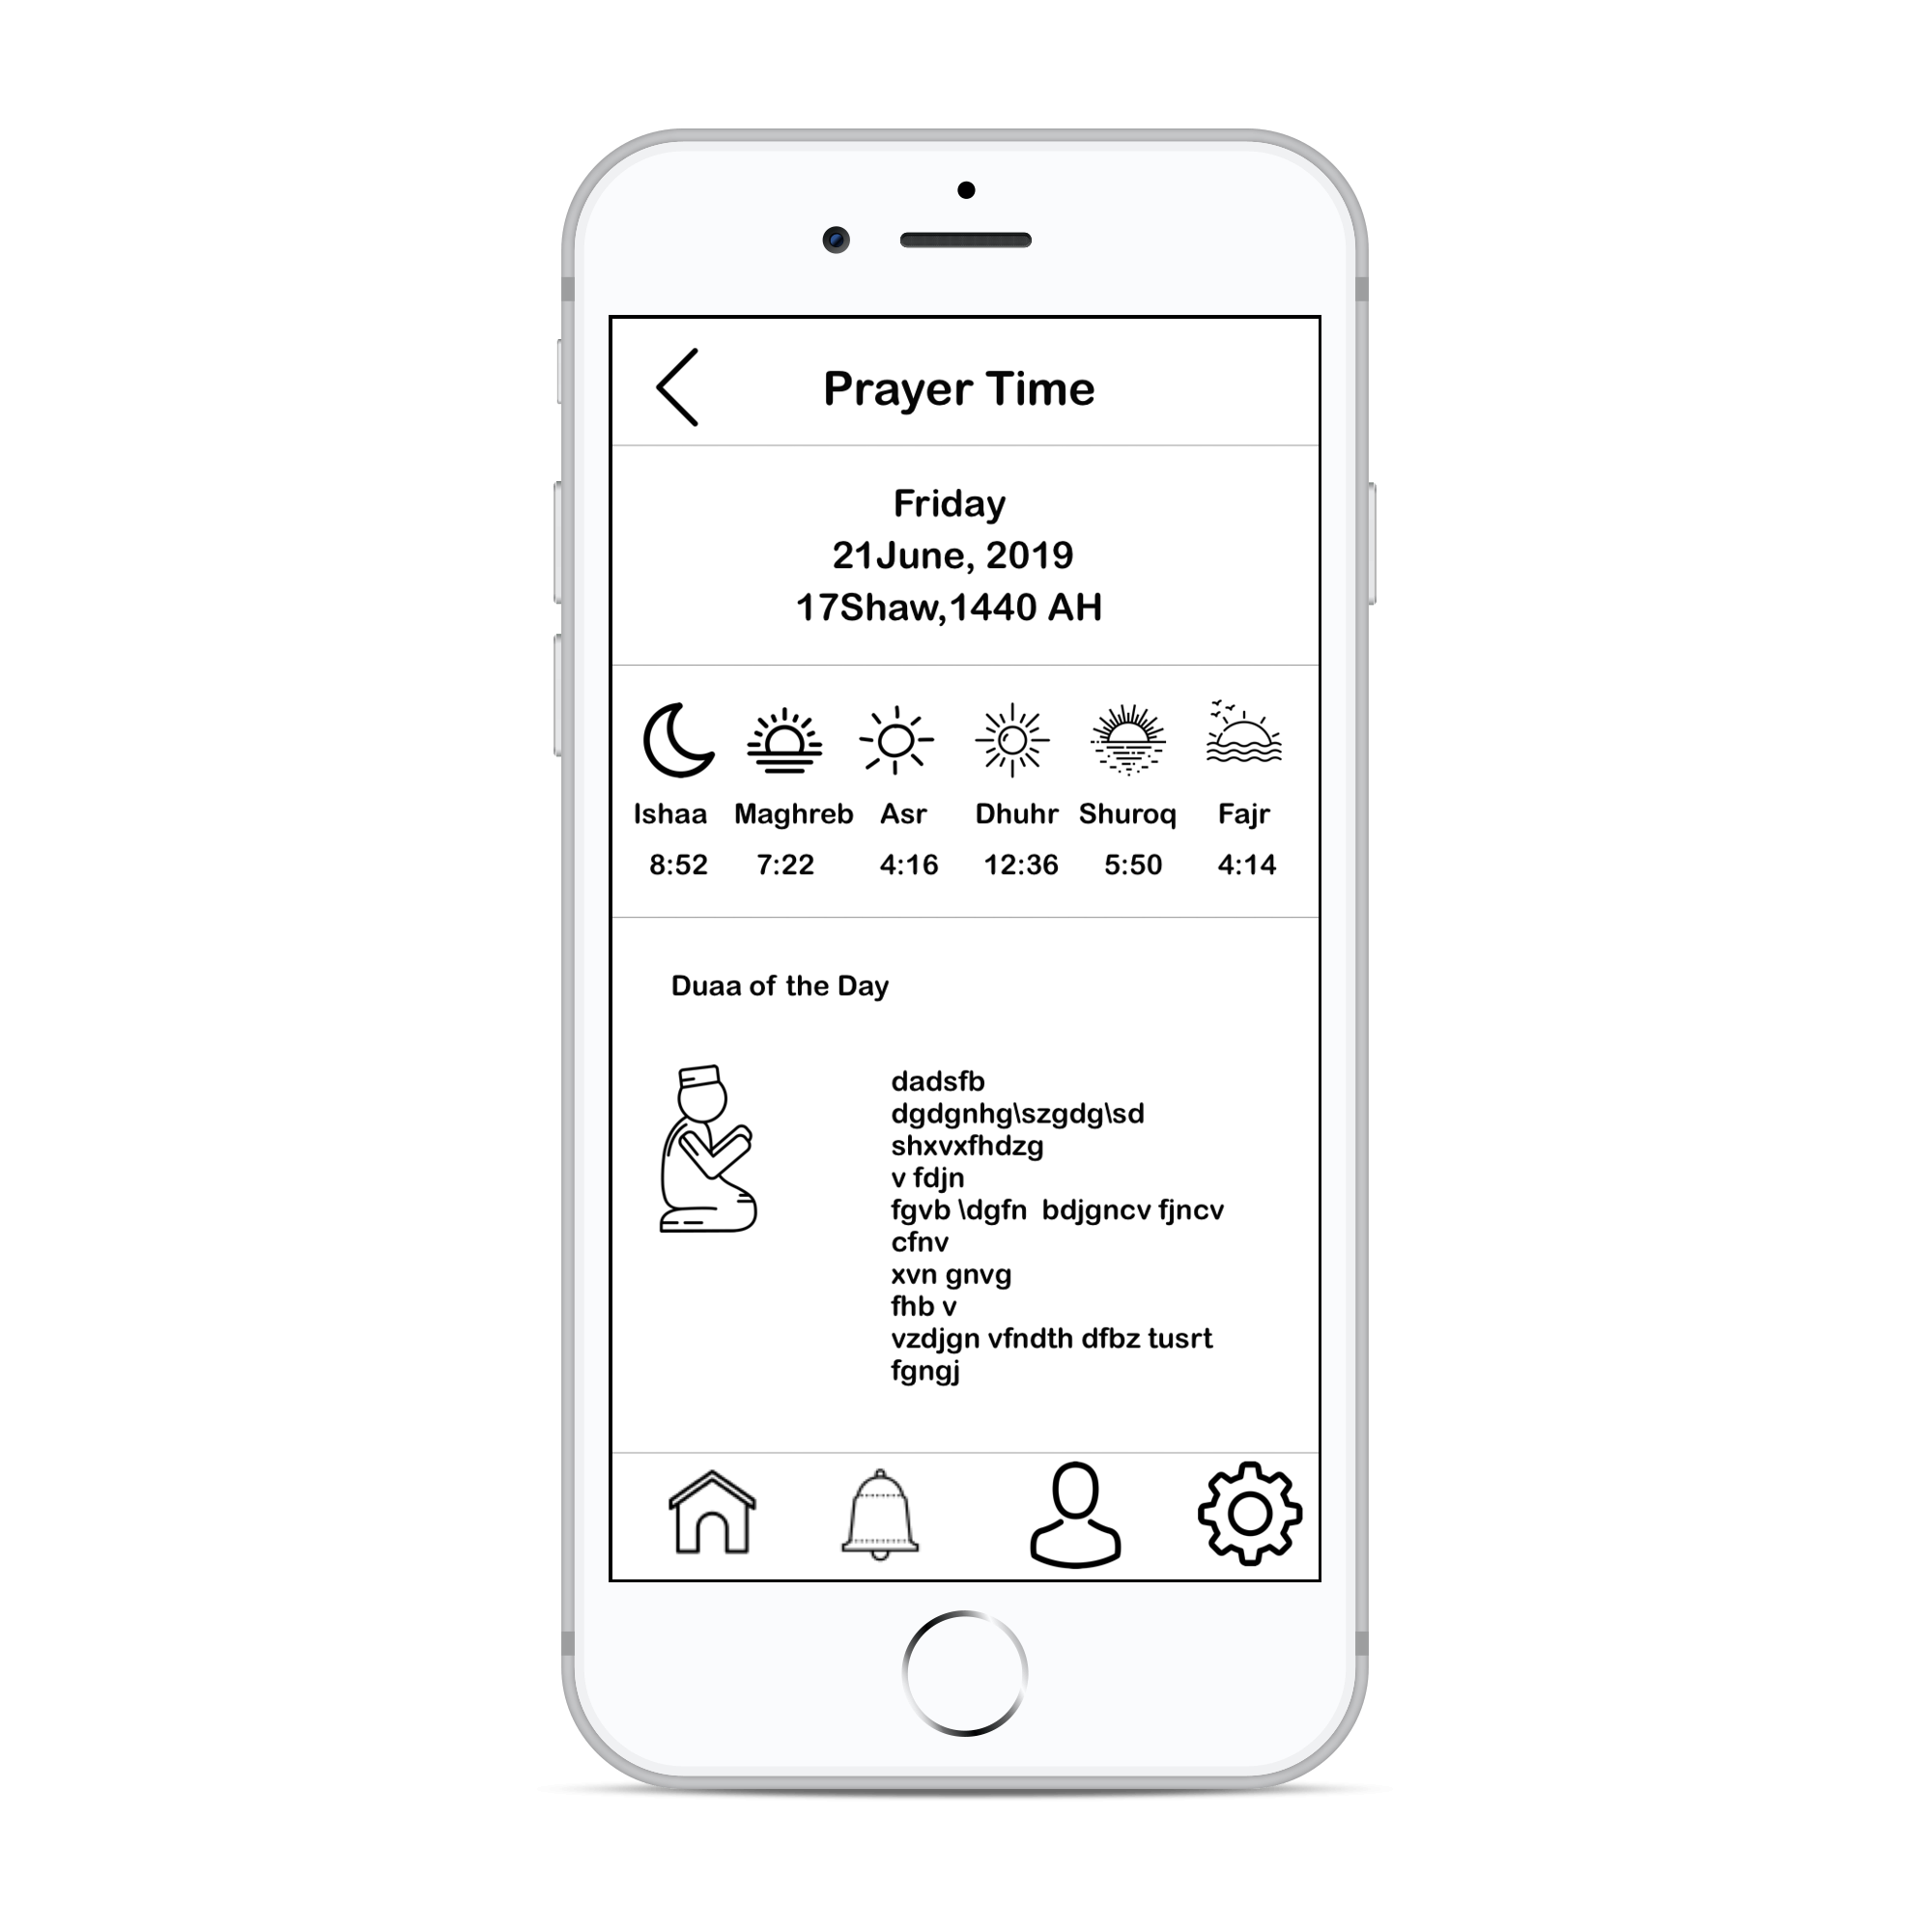 Prayer Time
Friday
21June, 2019
17Shaw,1440 AH
Ishaa Maghreb Asr Dhuhr Shuroq Fajr
8:52 7:22 4:16 12:36 5:50 4:14
Duaa of the Day
dadsfb
dgdgnhg\szgdg\sd
shxvxfhdzg
v fdjn
fgvb \dgfn  bdjgncv fjncv
cfnv
xvn gnvg
fhb v
vzdjgn vfndth dfbz tusrt
fgngj